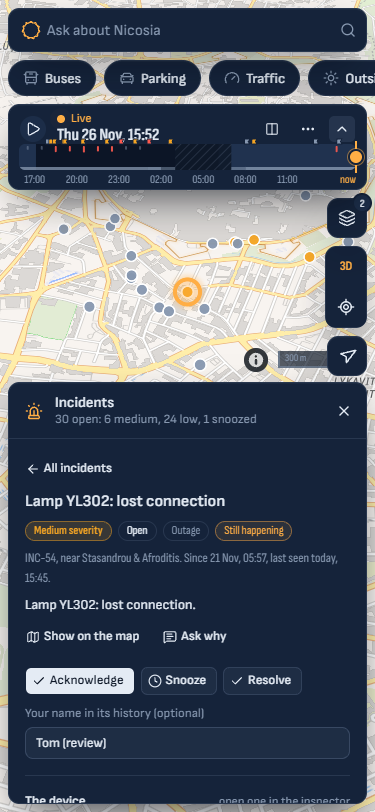 Ask about Nicosia
Buses
Parking
Traffic
Outsi
Live
Thu 26 Nov, 15:52
17:00 20:00 23:00 02:00 05:00 08:00 11:00 now
2
3D
300 m
Incidents
30 open: 6 medium, 24 low, 1 snoozed
All incidents
Lamp YL302: lost connection
Medium severity Open Outage Still happening
INC-54, near Stasandrou & Afroditis. Since 21 Nov, 05:57, last seen today,
15:45.
Lamp YL302: lost connection.
Show on the map Ask why
Acknowledge Snooze Resolve
Your name in its history (optional)
Tom (review)
The device open one in the inspector